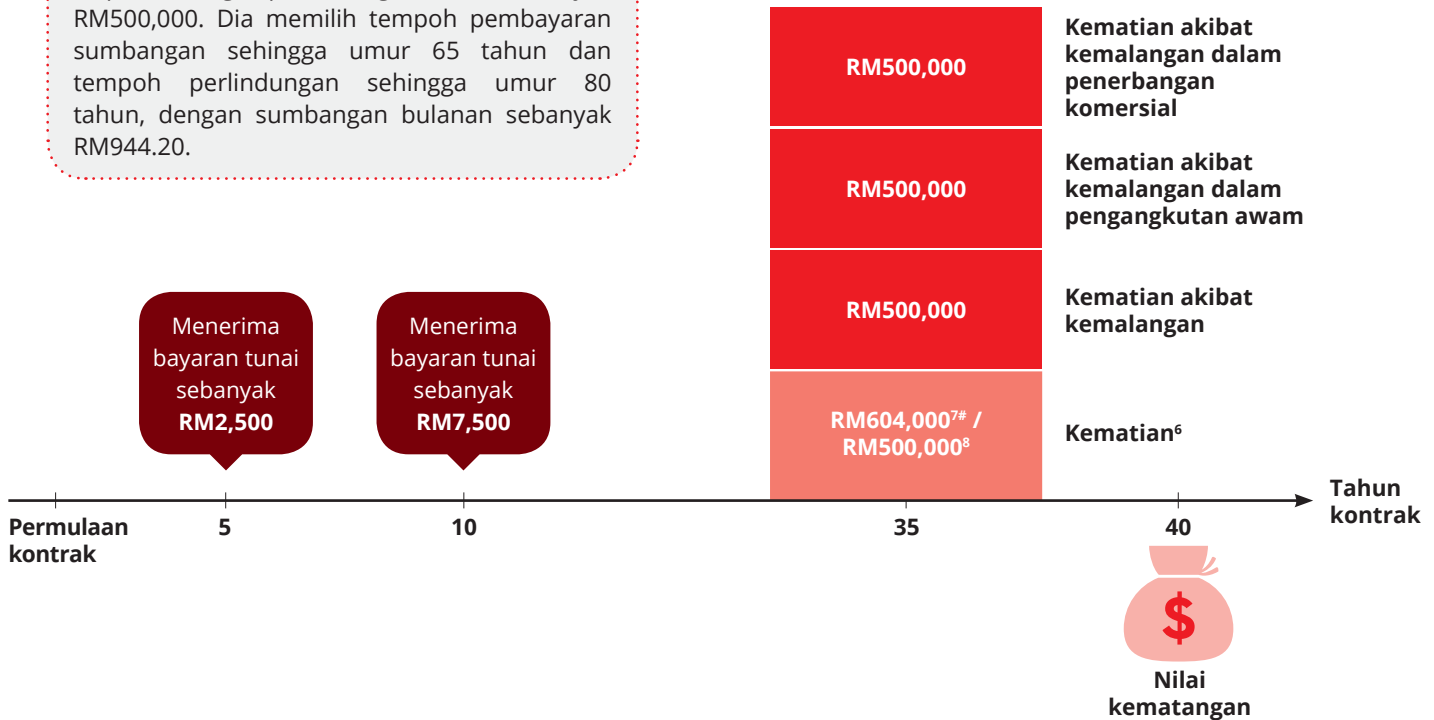 RM500,000. Dia memilih tempoh pembayaran
sumbangan sehingga umur 65 tahun dan
tempoh perlindungan sehingga umur 80
tahun, dengan sumbangan bulanan sebanyak
RM944.20.
RM500,000
Kematian akibat
kemalangan dalam
penerbangan
komersial
RM500,000
Kematian akibat
kemalangan dalam
pengangkutan awam
RM500,000
Kematian akibat
kemalangan
RM604,000⁷# /
RM500,000⁸
Kematian⁶
Menerima
bayaran tunai
sebanyak
RM2,500
Menerima
bayaran tunai
sebanyak
RM7,500
Permulaan
kontrak
5
10
35
40
Tahun
kontrak
$
Nilai
kematangan